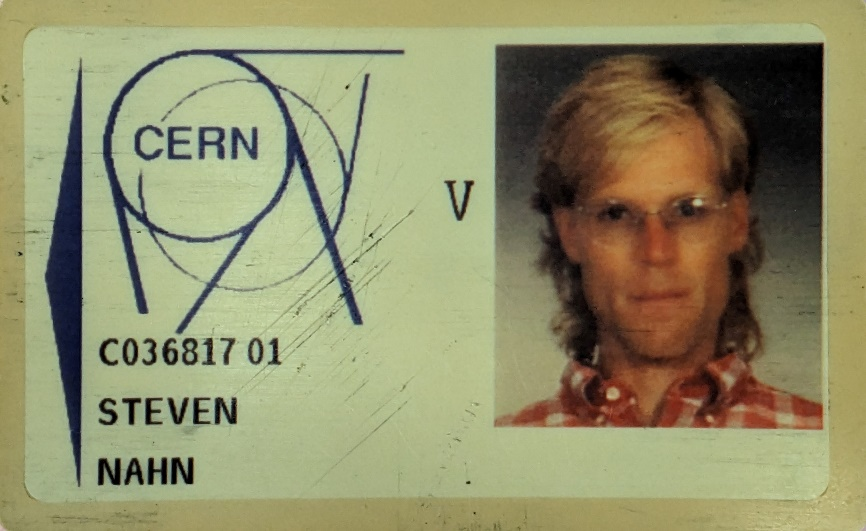 CERN
V
C036817 01
STEVEN
NAHN